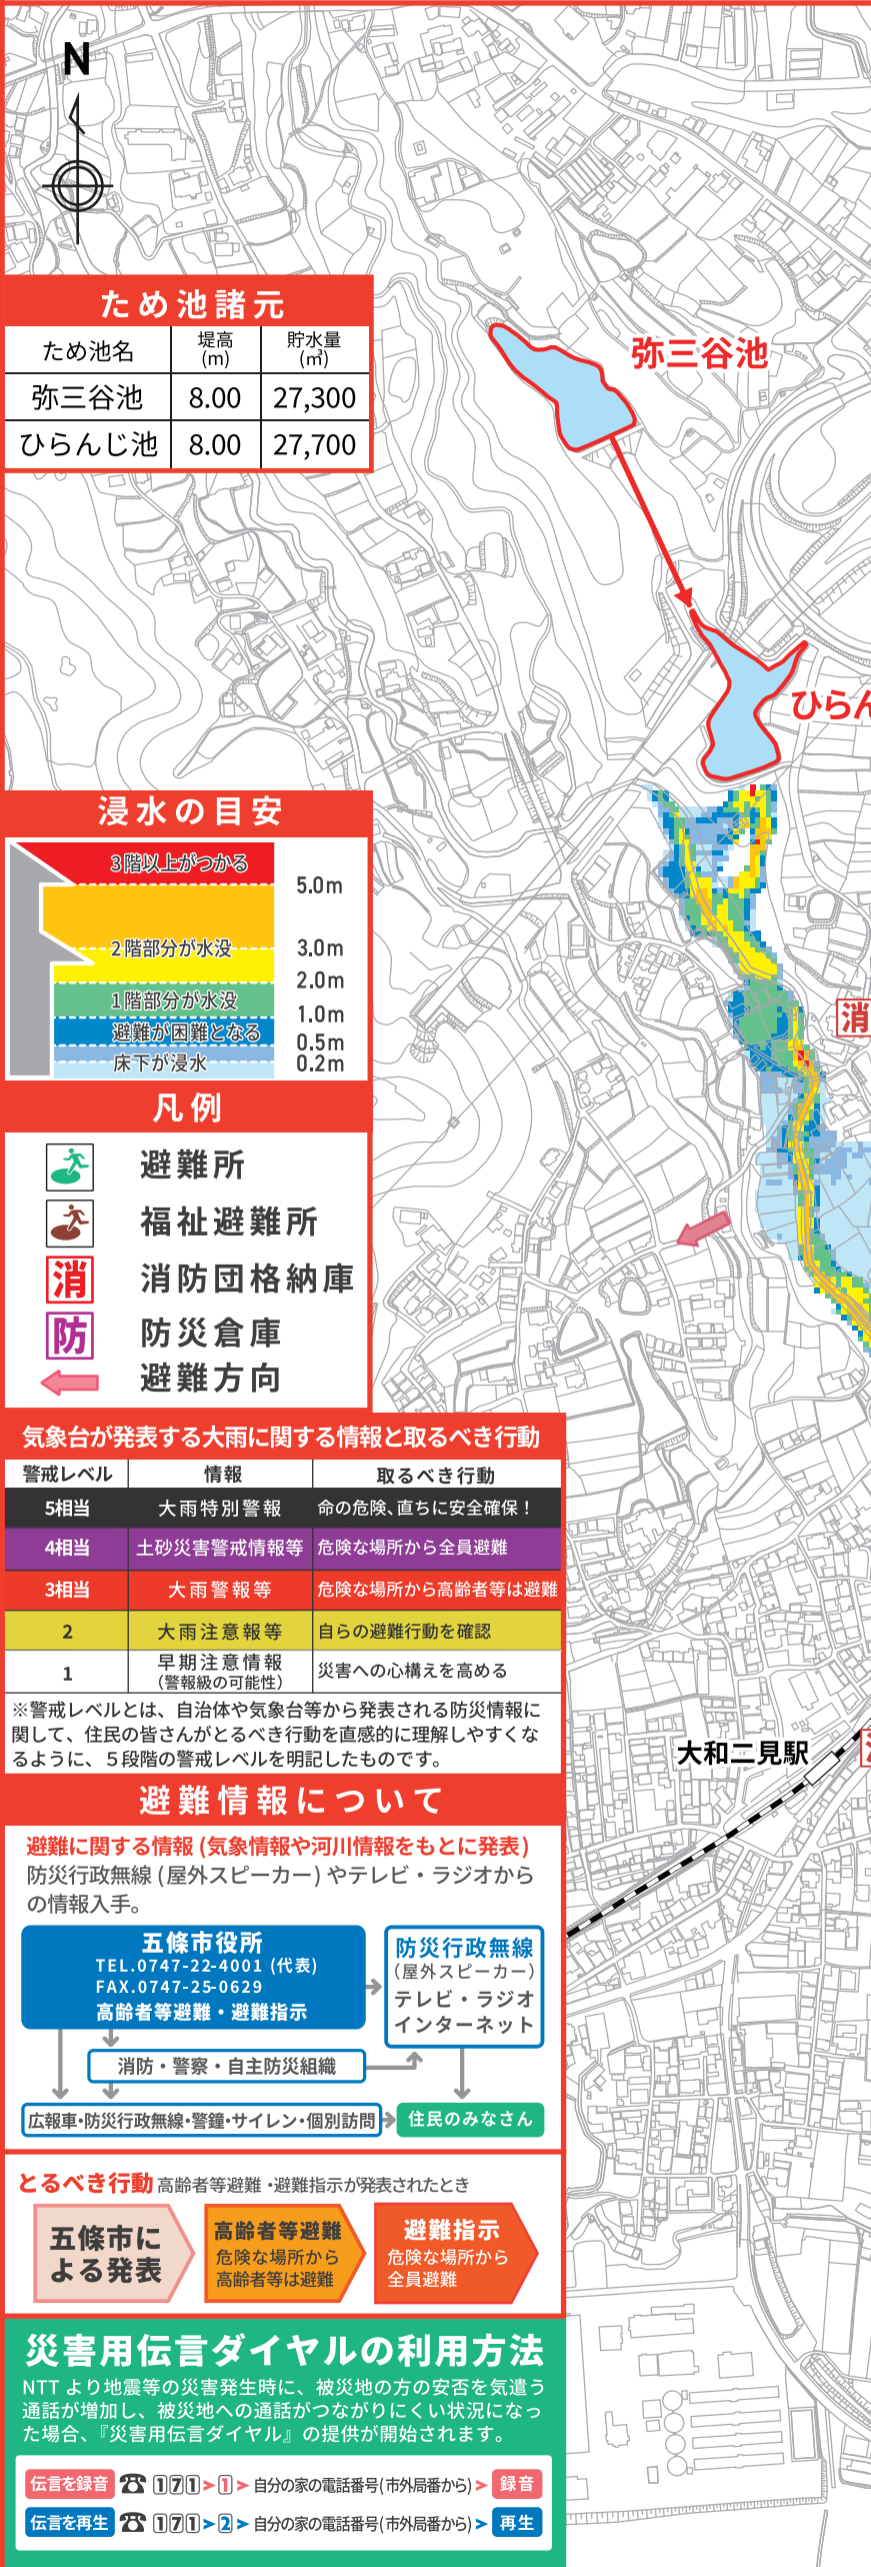 N
ため池諸元
ため池名 堤高(m) 貯水量(㎥)
弥三谷池 8.00 27,300
ひらんじ池 8.00 27,700
弥三谷池
ひらん
浸水の目安
3階以上がつかる
5.0m
2階部分が水没
3.0m
2.0m
1階部分が水没
1.0m
避難が困難となる
0.5m
床下が浸水
0.2m
消
凡例
避難所
福祉避難所
消 消防団格納庫
防 防災倉庫
避難方向
気象台が発表する大雨に関する情報と取るべき行動
警戒レベル 情報 取るべき行動
5相当 大雨特別警報 命の危険、直ちに安全確保！
4相当 土砂災害警戒情報等 危険な場所から全員避難
3相当 大雨警報等 危険な場所から高齢者等は避難
2 大雨注意報等 自らの避難行動を確認
1 早期注意情報(警報級の可能性) 災害への心構えを高める
※警戒レベルとは、自治体や気象台等から発表される防災情報に
関して、住民の皆さんがとるべき行動を直感的に理解しやすくな
るように、５段階の警戒レベルを明記したものです。
大和二見駅
避難情報について
避難に関する情報(気象情報や河川情報をもとに発表)
防災行政無線(屋外スピーカー)やテレビ・ラジオから
の情報入手。
五條市役所
TEL.0747-22-4001 (代表)
FAX.0747-25-0629
高齢者等避難・避難指示
防災行政無線
(屋外スピーカー)
テレビ・ラジオ
インターネット
消防・警察・自主防災組織
広報車・防災行政無線・警鐘・サイレン・個別訪問
住民のみなさん
とるべき行動 高齢者等避難・避難指示が発表されたとき
五條市に
よる発表
高齢者等避難
危険な場所から
高齢者等は避難
避難指示
危険な場所から
全員避難
災害用伝言ダイヤルの利用方法
NTTより地震等の災害発生時に、被災地の方の安否を気遣う
通話が増加し、被災地への通話がつながりにくい状況になっ
た場合、『災害用伝言ダイヤル』の提供が開始されます。
伝言を録音 ☎ 171>1> 自分の家の電話番号(市外局番から)> 録音
伝言を再生 ☎ 171>2> 自分の家の電話番号(市外局番から)> 再生